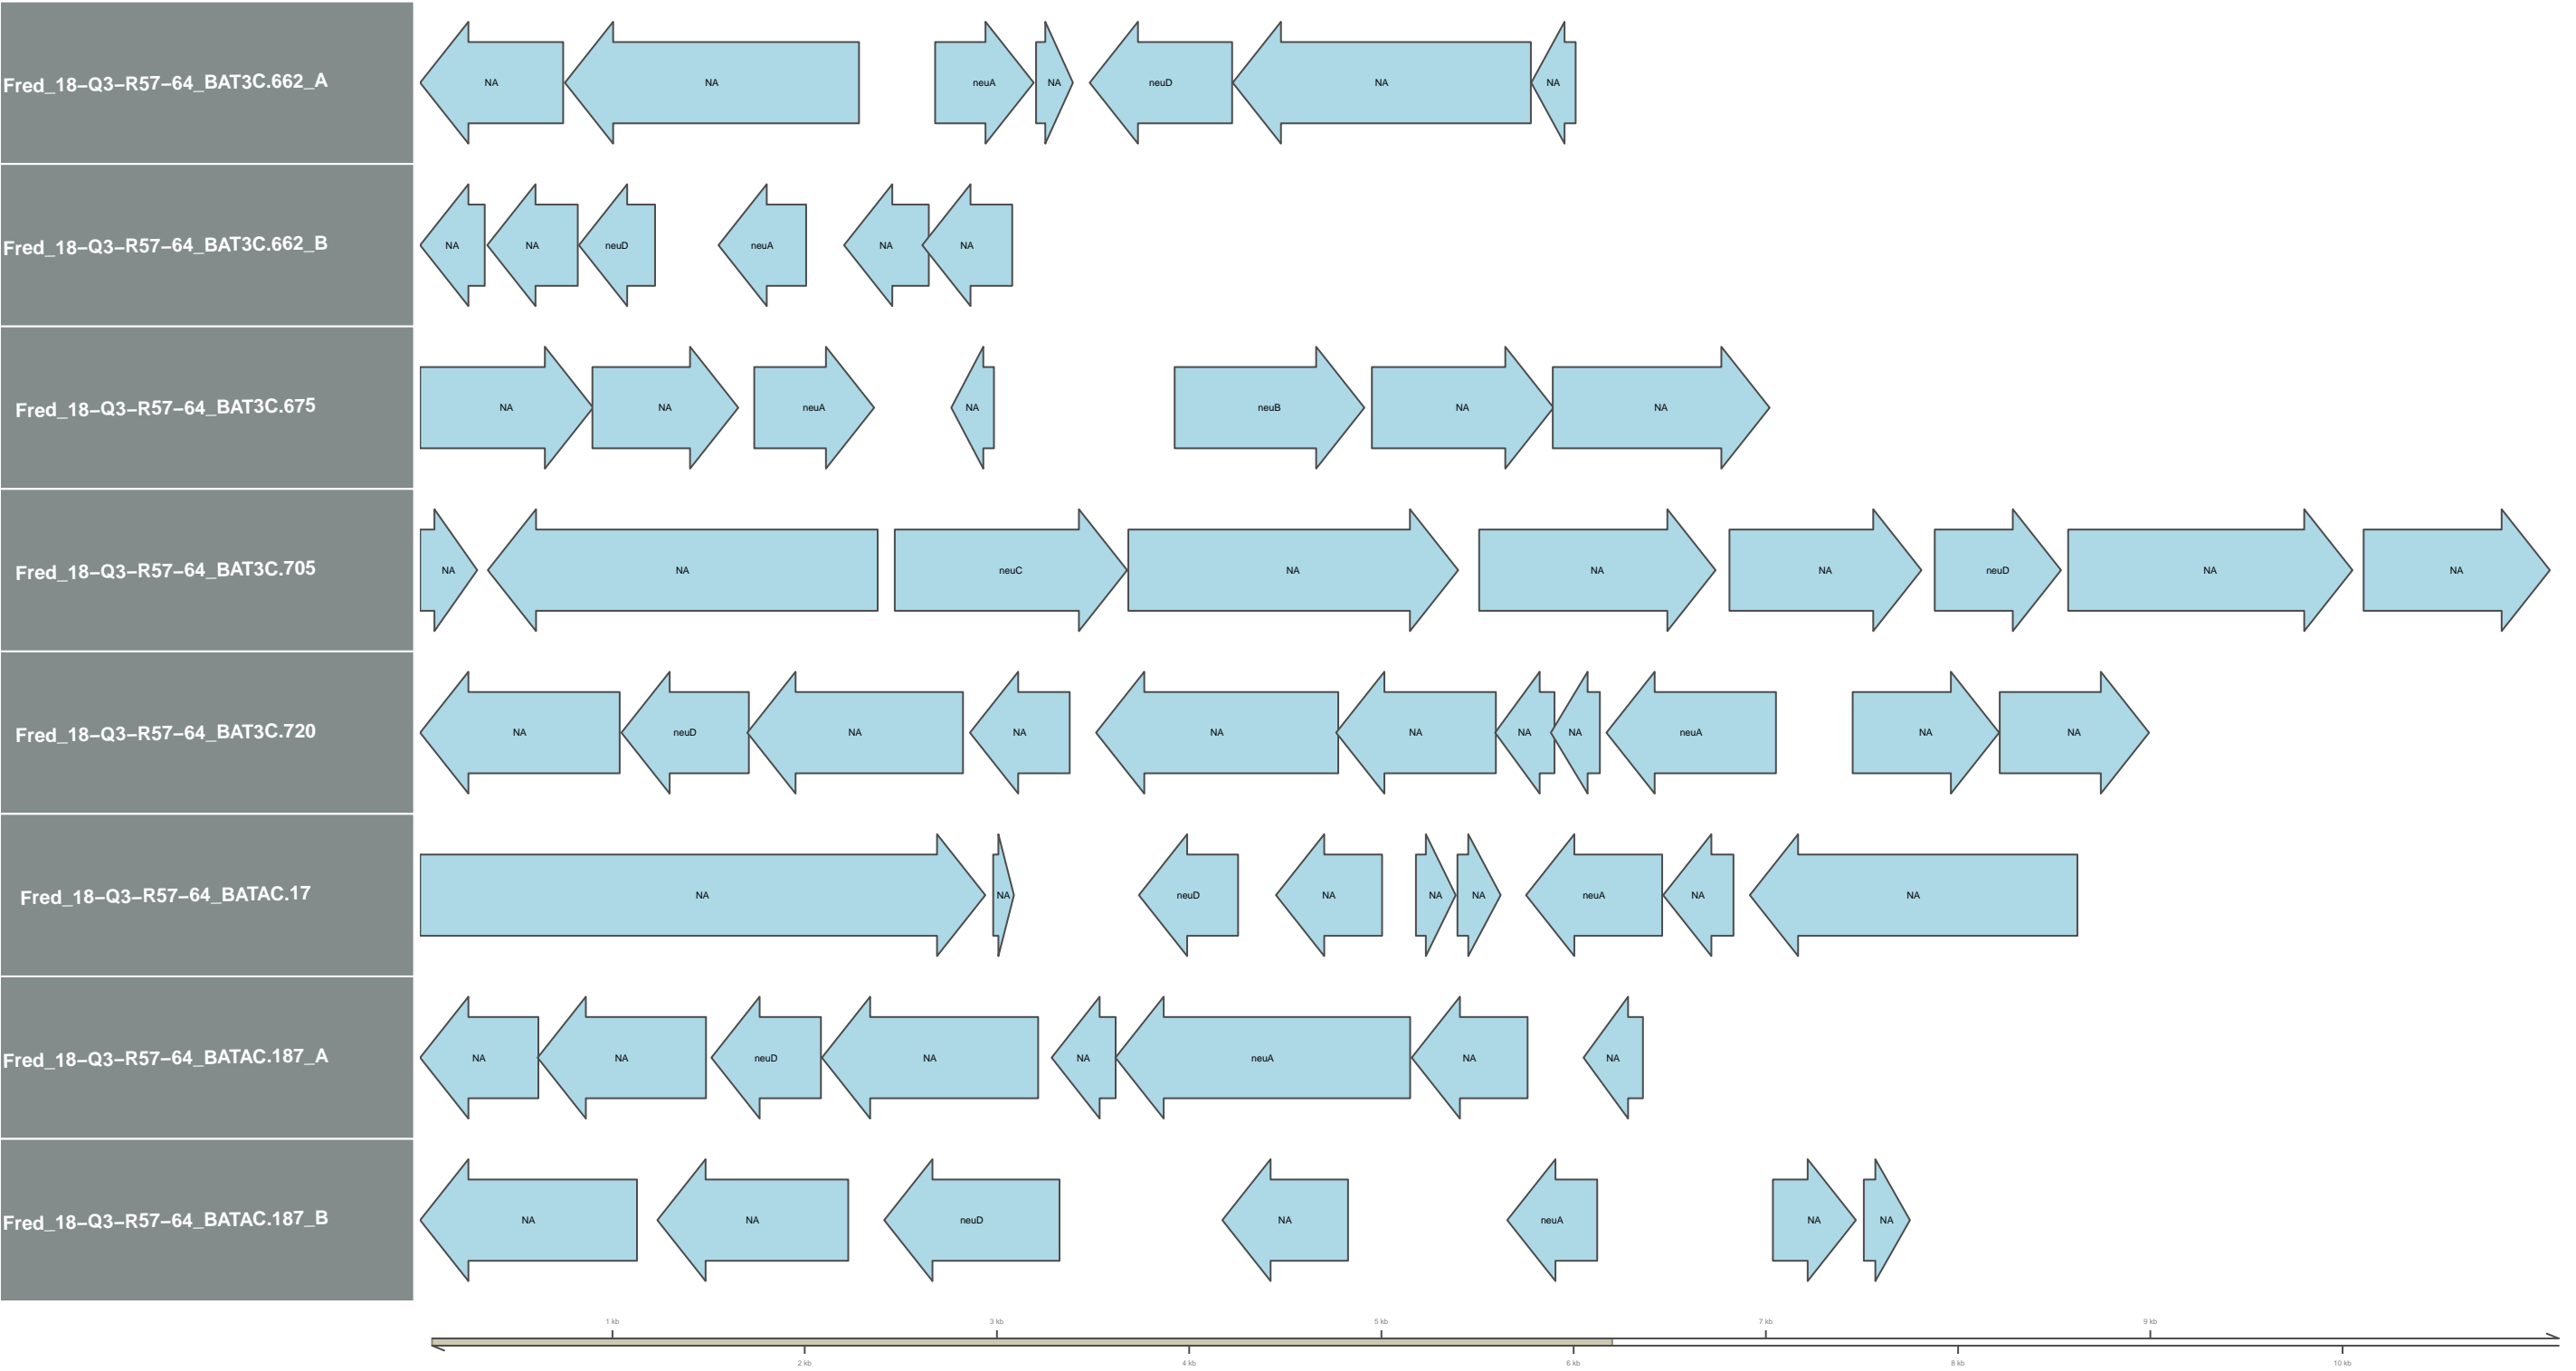 Fred_18−Q3−R57−64_BAT3C.662_A
NA NA neuA NA neuD NA NA
Fred_18−Q3−R57−64_BAT3C.662_B
NA NA neuD neuA NA NA
Fred_18−Q3−R57−64_BAT3C.675
NA NA neuA NA neuB NA NA
Fred_18−Q3−R57−64_BAT3C.705
NA NA neuC NA NA NA neuD NA NA
Fred_18−Q3−R57−64_BAT3C.720
NA neuD NA NA NA NA NA NA neuA NA NA
Fred_18−Q3−R57−64_BATAC.17
NA NA neuD NA NA NA neuA NA NA
Fred_18−Q3−R57−64_BATAC.187_A
NA NA neuD NA NA neuA NA NA
Fred_18−Q3−R57−64_BATAC.187_B
NA NA neuD NA neuA NA NA
1 kb 3 kb 5 kb 7 kb 9 kb
2 kb 4 kb 6 kb 8 kb 10 kb